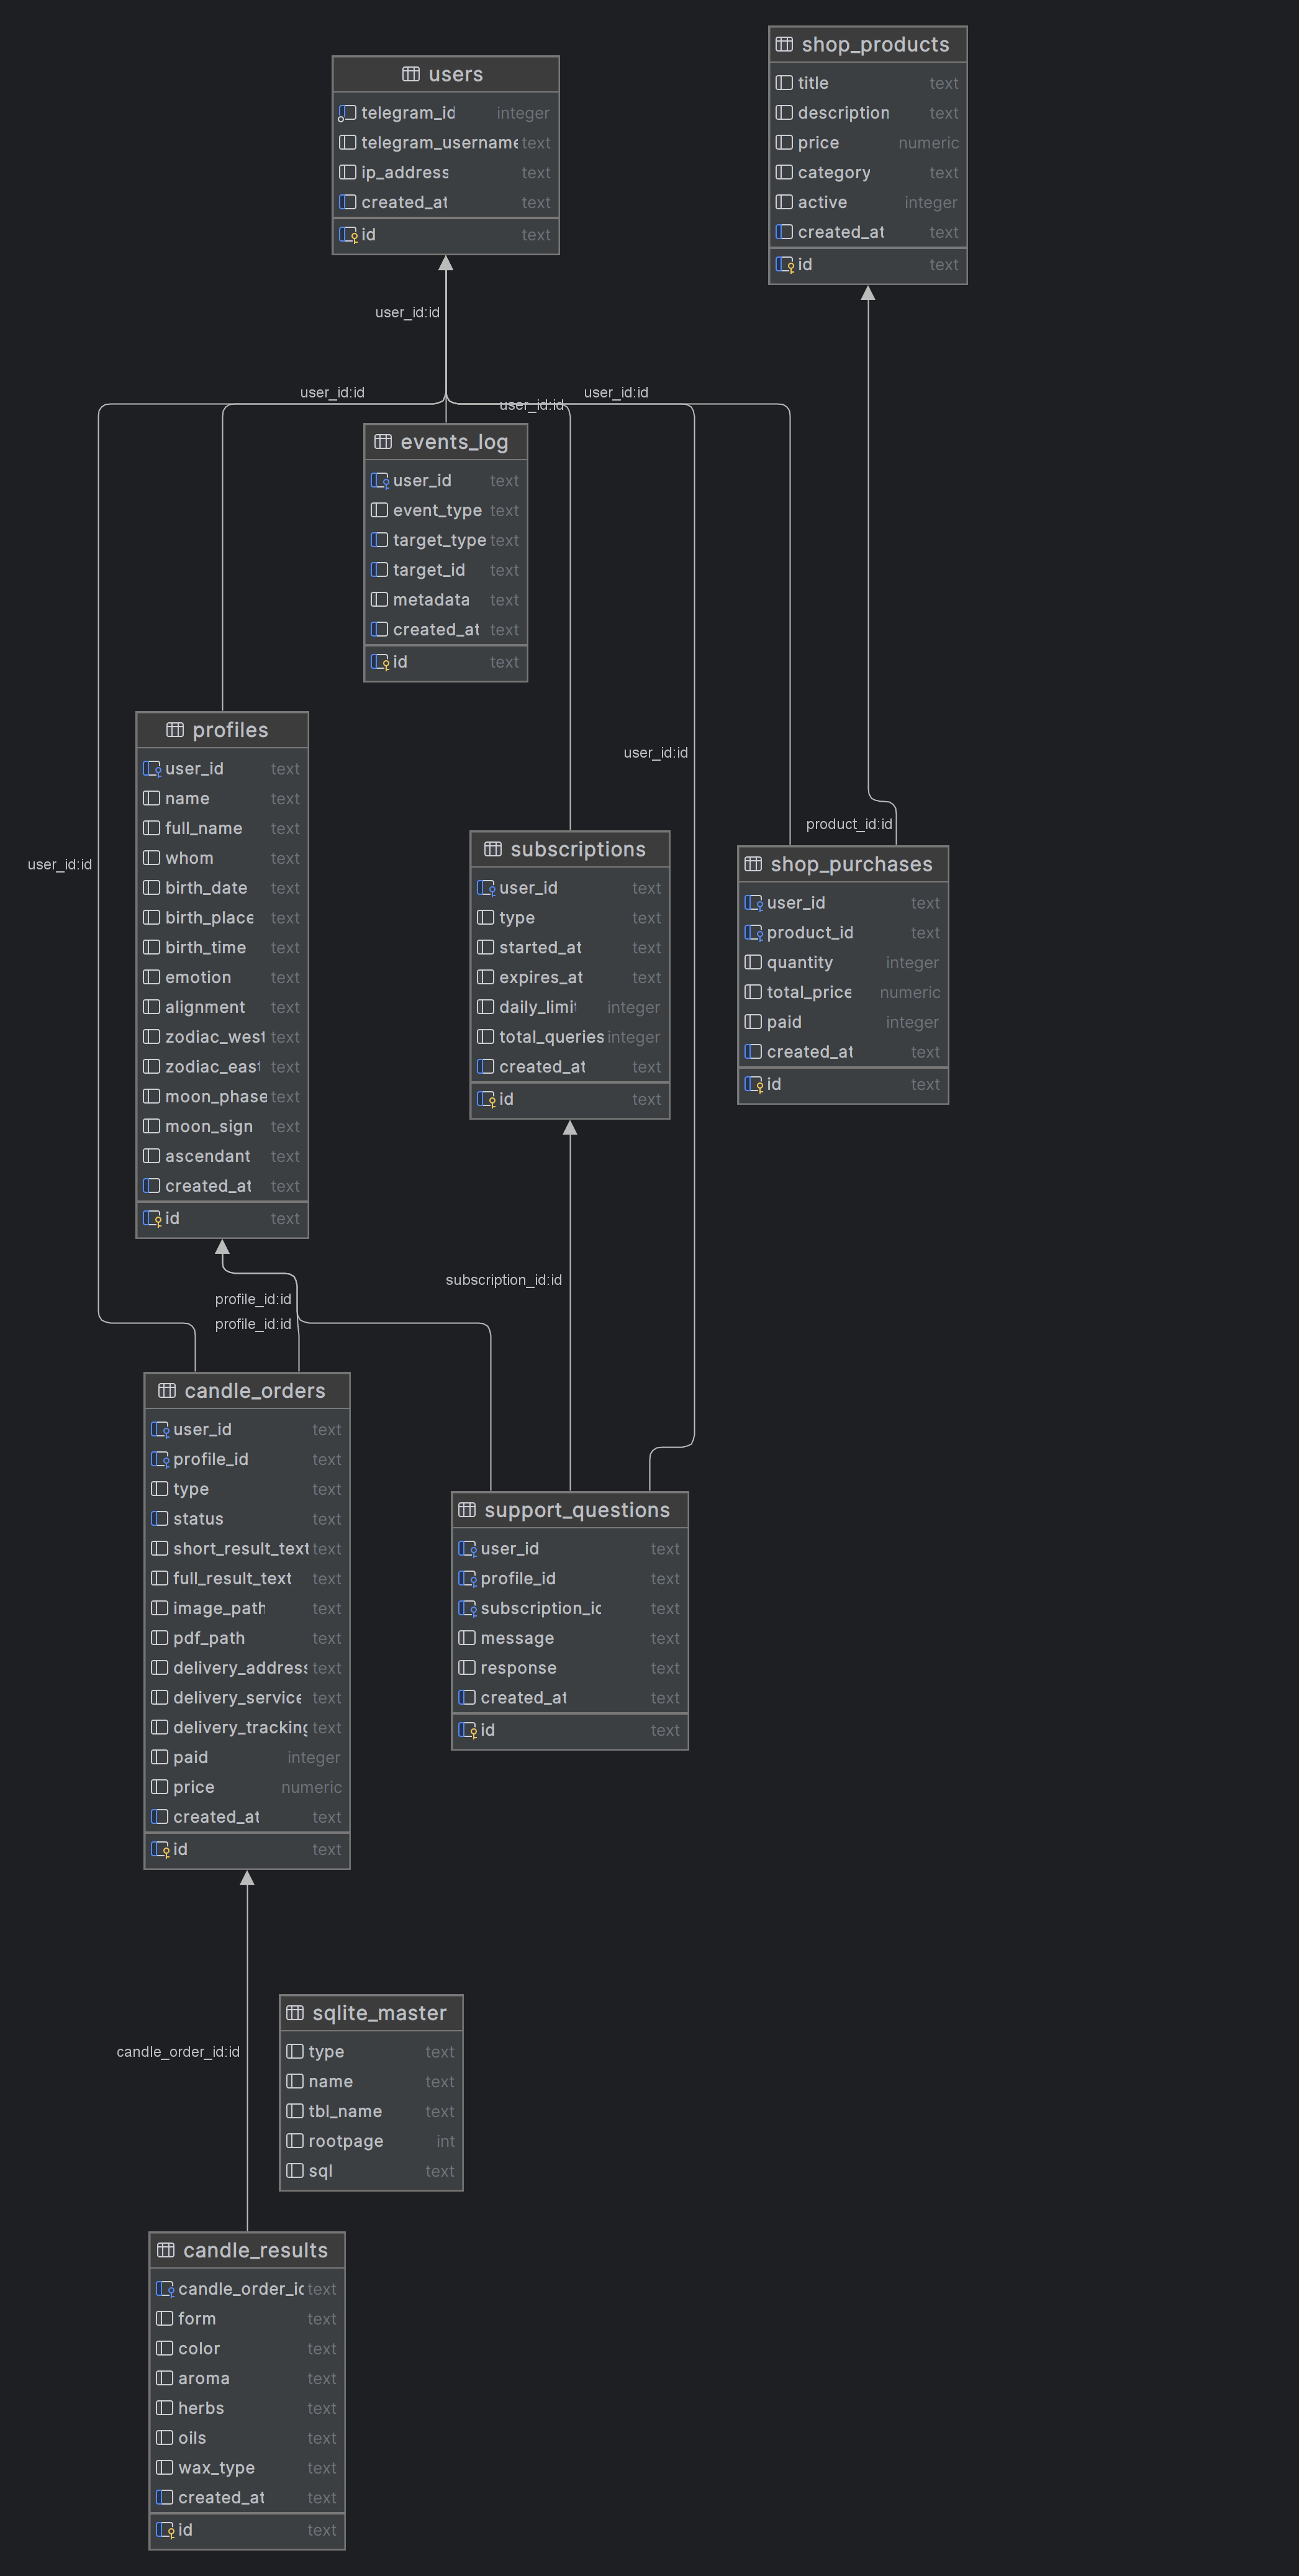 shop_products
title text
description text
price numeric
category text
active integer
created_at text
id text
users
telegram_id integer
telegram_username text
ip_address text
created_at text
id text
user_id:id
user_id:id
user_id:id
user_id:id
events_log
user_id text
event_type text
target_type text
target_id text
metadata text
created_at text
id text
profiles
user_id text
name text
full_name text
whom text
birth_date text
birth_place text
birth_time text
emotion text
alignment text
zodiac_west text
zodiac_east text
moon_phase text
moon_sign text
ascendant text
created_at text
id text
user_id:id
user_id:id
product_id:id
subscriptions
user_id text
type text
started_at text
expires_at text
daily_limit integer
total_queries integer
created_at text
id text
shop_purchases
user_id text
product_id text
quantity integer
total_price numeric
paid integer
created_at text
id text
subscription_id:id
profile_id:id
profile_id:id
candle_orders
user_id text
profile_id text
type text
status text
short_result_text text
full_result_text text
image_path text
pdf_path text
delivery_address text
delivery_service text
delivery_tracking text
paid integer
price numeric
created_at text
id text
support_questions
user_id text
profile_id text
subscription_id text
message text
response text
created_at text
id text
candle_order_id:id
sqlite_master
type text
name text
tbl_name text
rootpage int
sql text
candle_results
candle_order_id text
form text
color text
aroma text
herbs text
oils text
wax_type text
created_at text
id text